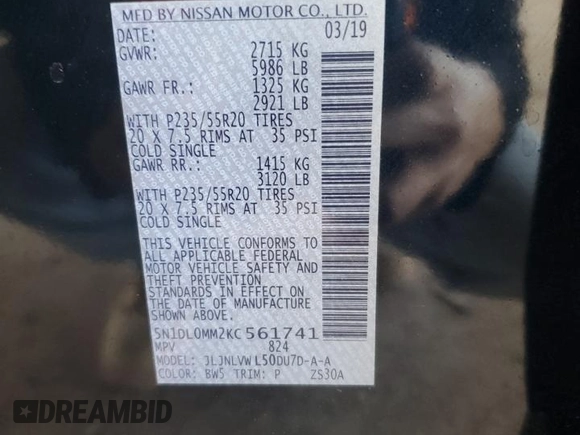 MFD BY NISSAN MOTOR CO., LTD.
DATE: 03/19
GVWR: 2715 KG
5986 LB
GAWR FR.: 1325 KG
2921 LB
WITH P235/55R20 TIRES
20 X 7.5 RIMS AT 35 PSI
COLD SINGLE
GAWR RR.: 1415 KG
3120 LB
WITH P235/55R20 TIRES
20 X 7.5 RIMS AT 35 PSI
COLD SINGLE
THIS VEHICLE CONFORMS TO
ALL APPLICABLE FEDERAL
MOTOR VEHICLE SAFETY AND
THEFT PREVENTION
STANDARDS IN EFFECT ON
THE DATE OF MANUFACTURE
SHOWN ABOVE.
5N1DL0MM2KC561741
MPV 824
MODEL: JLJNLVWL50DU7D-A-A
COLOR: BW5 TRIM: P ZS30A
DREAMBID